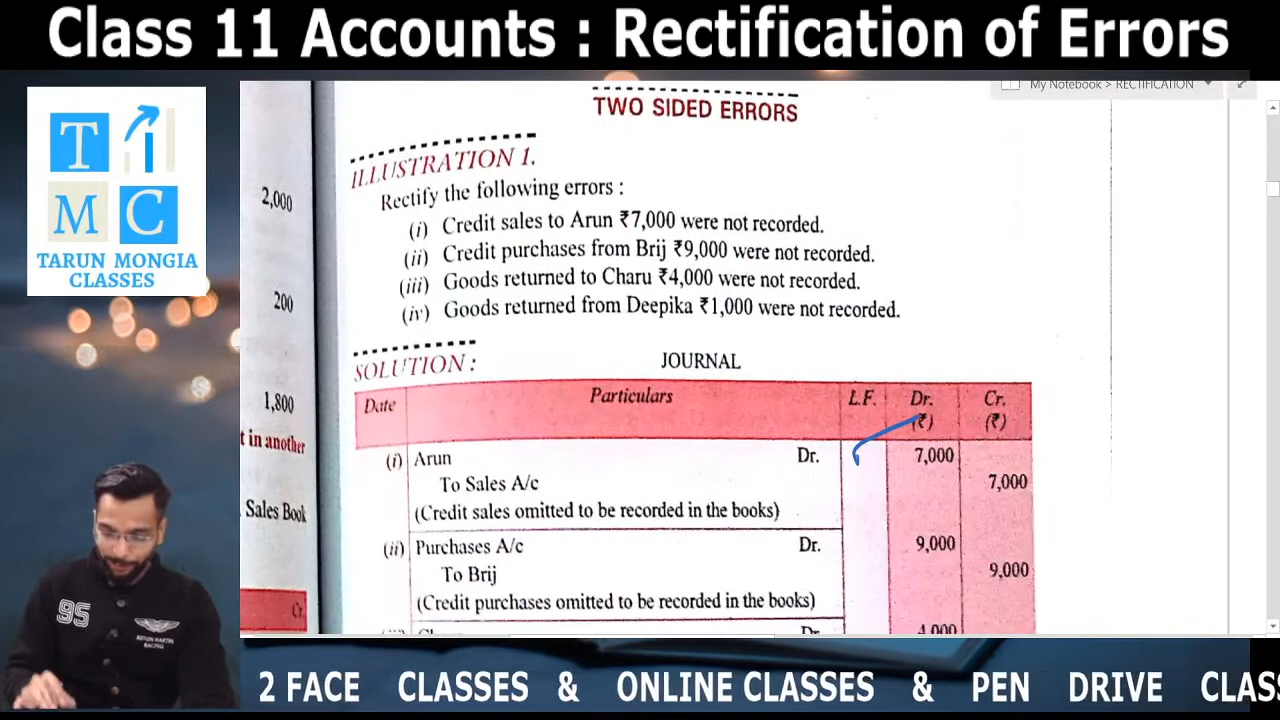 Class 11 Accounts : Rectification of Errors
T
M C
TARUN MONGIA
CLASSES
My Notebook > RECTIFICATION
2,000
200
1,800
t in another
Sales Book
Cr.
TWO SIDED ERRORS
ILLUSTRATION 1.
Rectify the following errors :
(i) Credit sales to Arun ₹7,000 were not recorded.
(ii) Credit purchases from Brij ₹9,000 were not recorded.
(iii) Goods returned to Charu ₹4,000 were not recorded.
(iv) Goods returned from Deepika ₹1,000 were not recorded.
SOLUTION :
JOURNAL
Date Particulars L.F. Dr. Cr.
(₹) (₹)
(i) Arun Dr. 7,000
To Sales A/c 7,000
(Credit sales omitted to be recorded in the books)
(ii) Purchases A/c Dr. 9,000
To Brij 9,000
(Credit purchases omitted to be recorded in the books)
4,000
95
ASTON MARTIN
RACING
2 FACE CLASSES & ONLINE CLASSES & PEN DRIVE CLAS